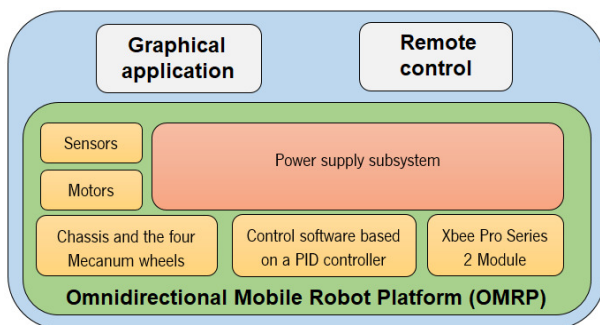 Graphical
application
Remote
control
Sensors
Power supply subsystem
Motors
Chassis and the four
Mecanum wheels
Control software based
on a PID controller
Xbee Pro Series
2 Module
Omnidirectional Mobile Robot Platform (OMRP)